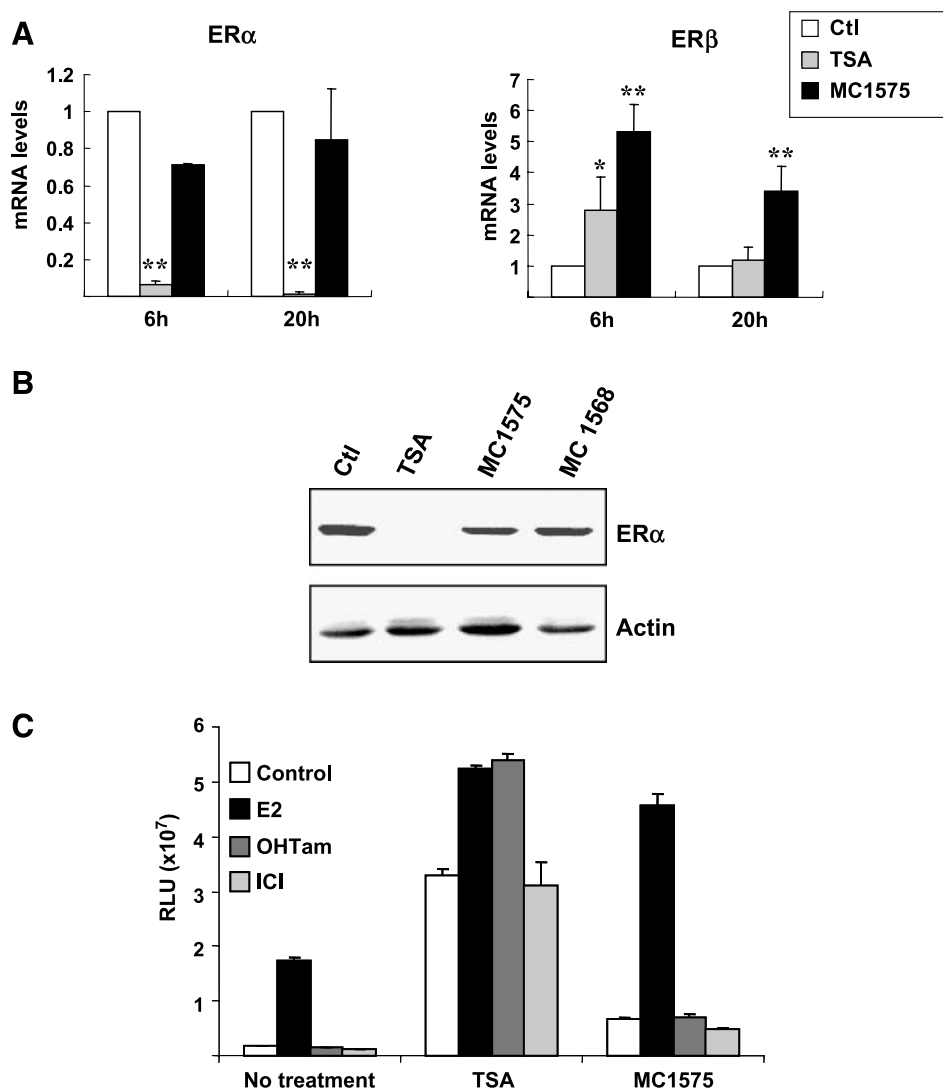 A
ERα
ERβ
Ctl
TSA
MC1575
mRNA levels
1.2
1
0.8
0.6
0.4
0.2
**
**
6h
20h
mRNA levels
7
6
5
4
3
2
1
*
**
**
6h
20h
B
Ctl
TSA
MC1575
MC 1568
ERα
Actin
C
RLU (x10⁷)
6
5
4
3
2
1
Control
E2
OHTam
ICI
No treatment
TSA
MC1575